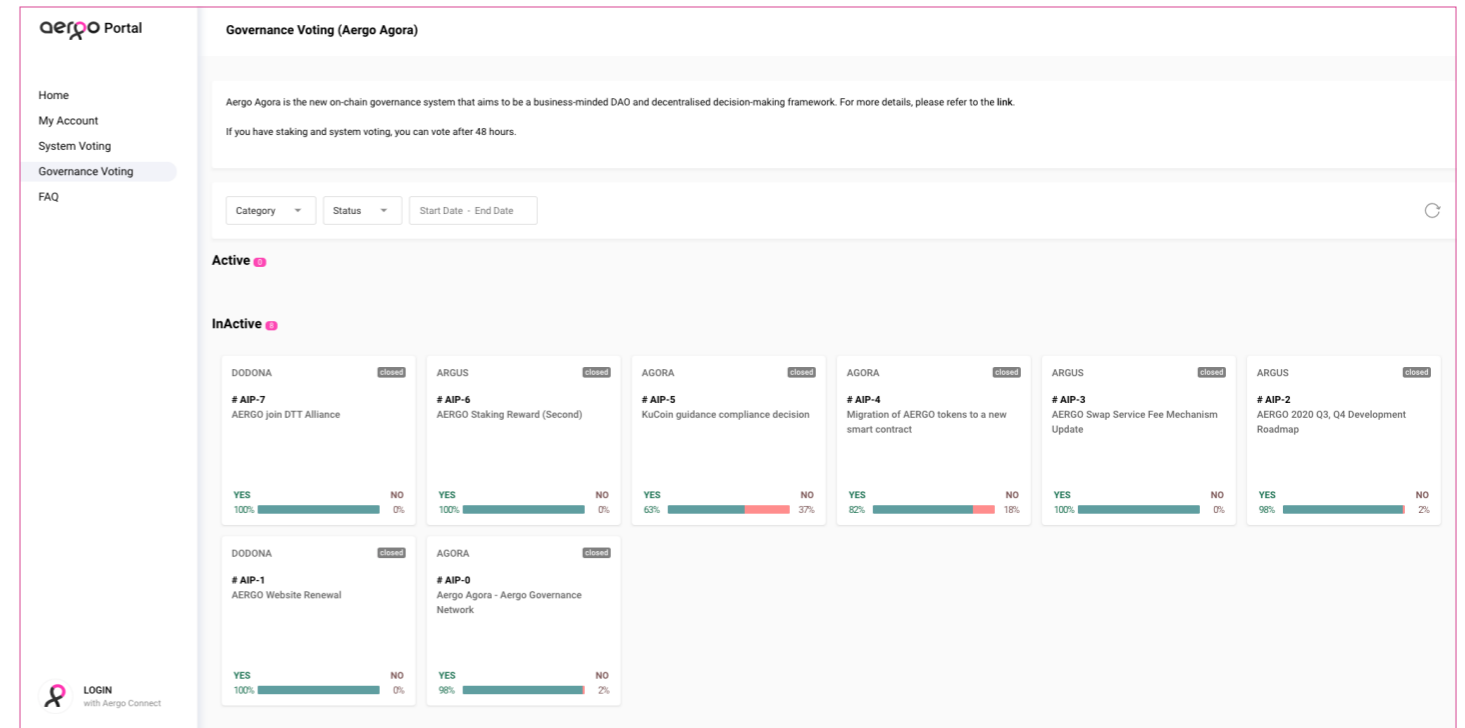 aergo Portal
Home
My Account
System Voting
Governance Voting
FAQ
LOGIN
with Aergo Connect
Governance Voting (Aergo Agora)
Aergo Agora is the new on-chain governance system that aims to be a business-minded DAO and decentralised decision-making framework. For more details, please refer to the link.
If you have staking and system voting, you can vote after 48 hours.
Category
Status
Start Date - End Date
Active 0
InActive 8
DODONA closed
# AIP-7
AERGO join DTT Alliance
YES NO
100% 0%
ARGUS closed
# AIP-6
AERGO Staking Reward (Second)
YES NO
100% 0%
AGORA closed
# AIP-5
KuCoin guidance compliance decision
YES NO
63% 37%
AGORA closed
# AIP-4
Migration of AERGO tokens to a new
smart contract
YES NO
82% 18%
ARGUS closed
# AIP-3
AERGO Swap Service Fee Mechanism
Update
YES NO
100% 0%
ARGUS closed
# AIP-2
AERGO 2020 Q3, Q4 Development
Roadmap
YES NO
98% 2%
DODONA closed
# AIP-1
AERGO Website Renewal
YES NO
100% 0%
AGORA closed
# AIP-0
Aergo Agora - Aergo Governance
Network
YES NO
98% 2%